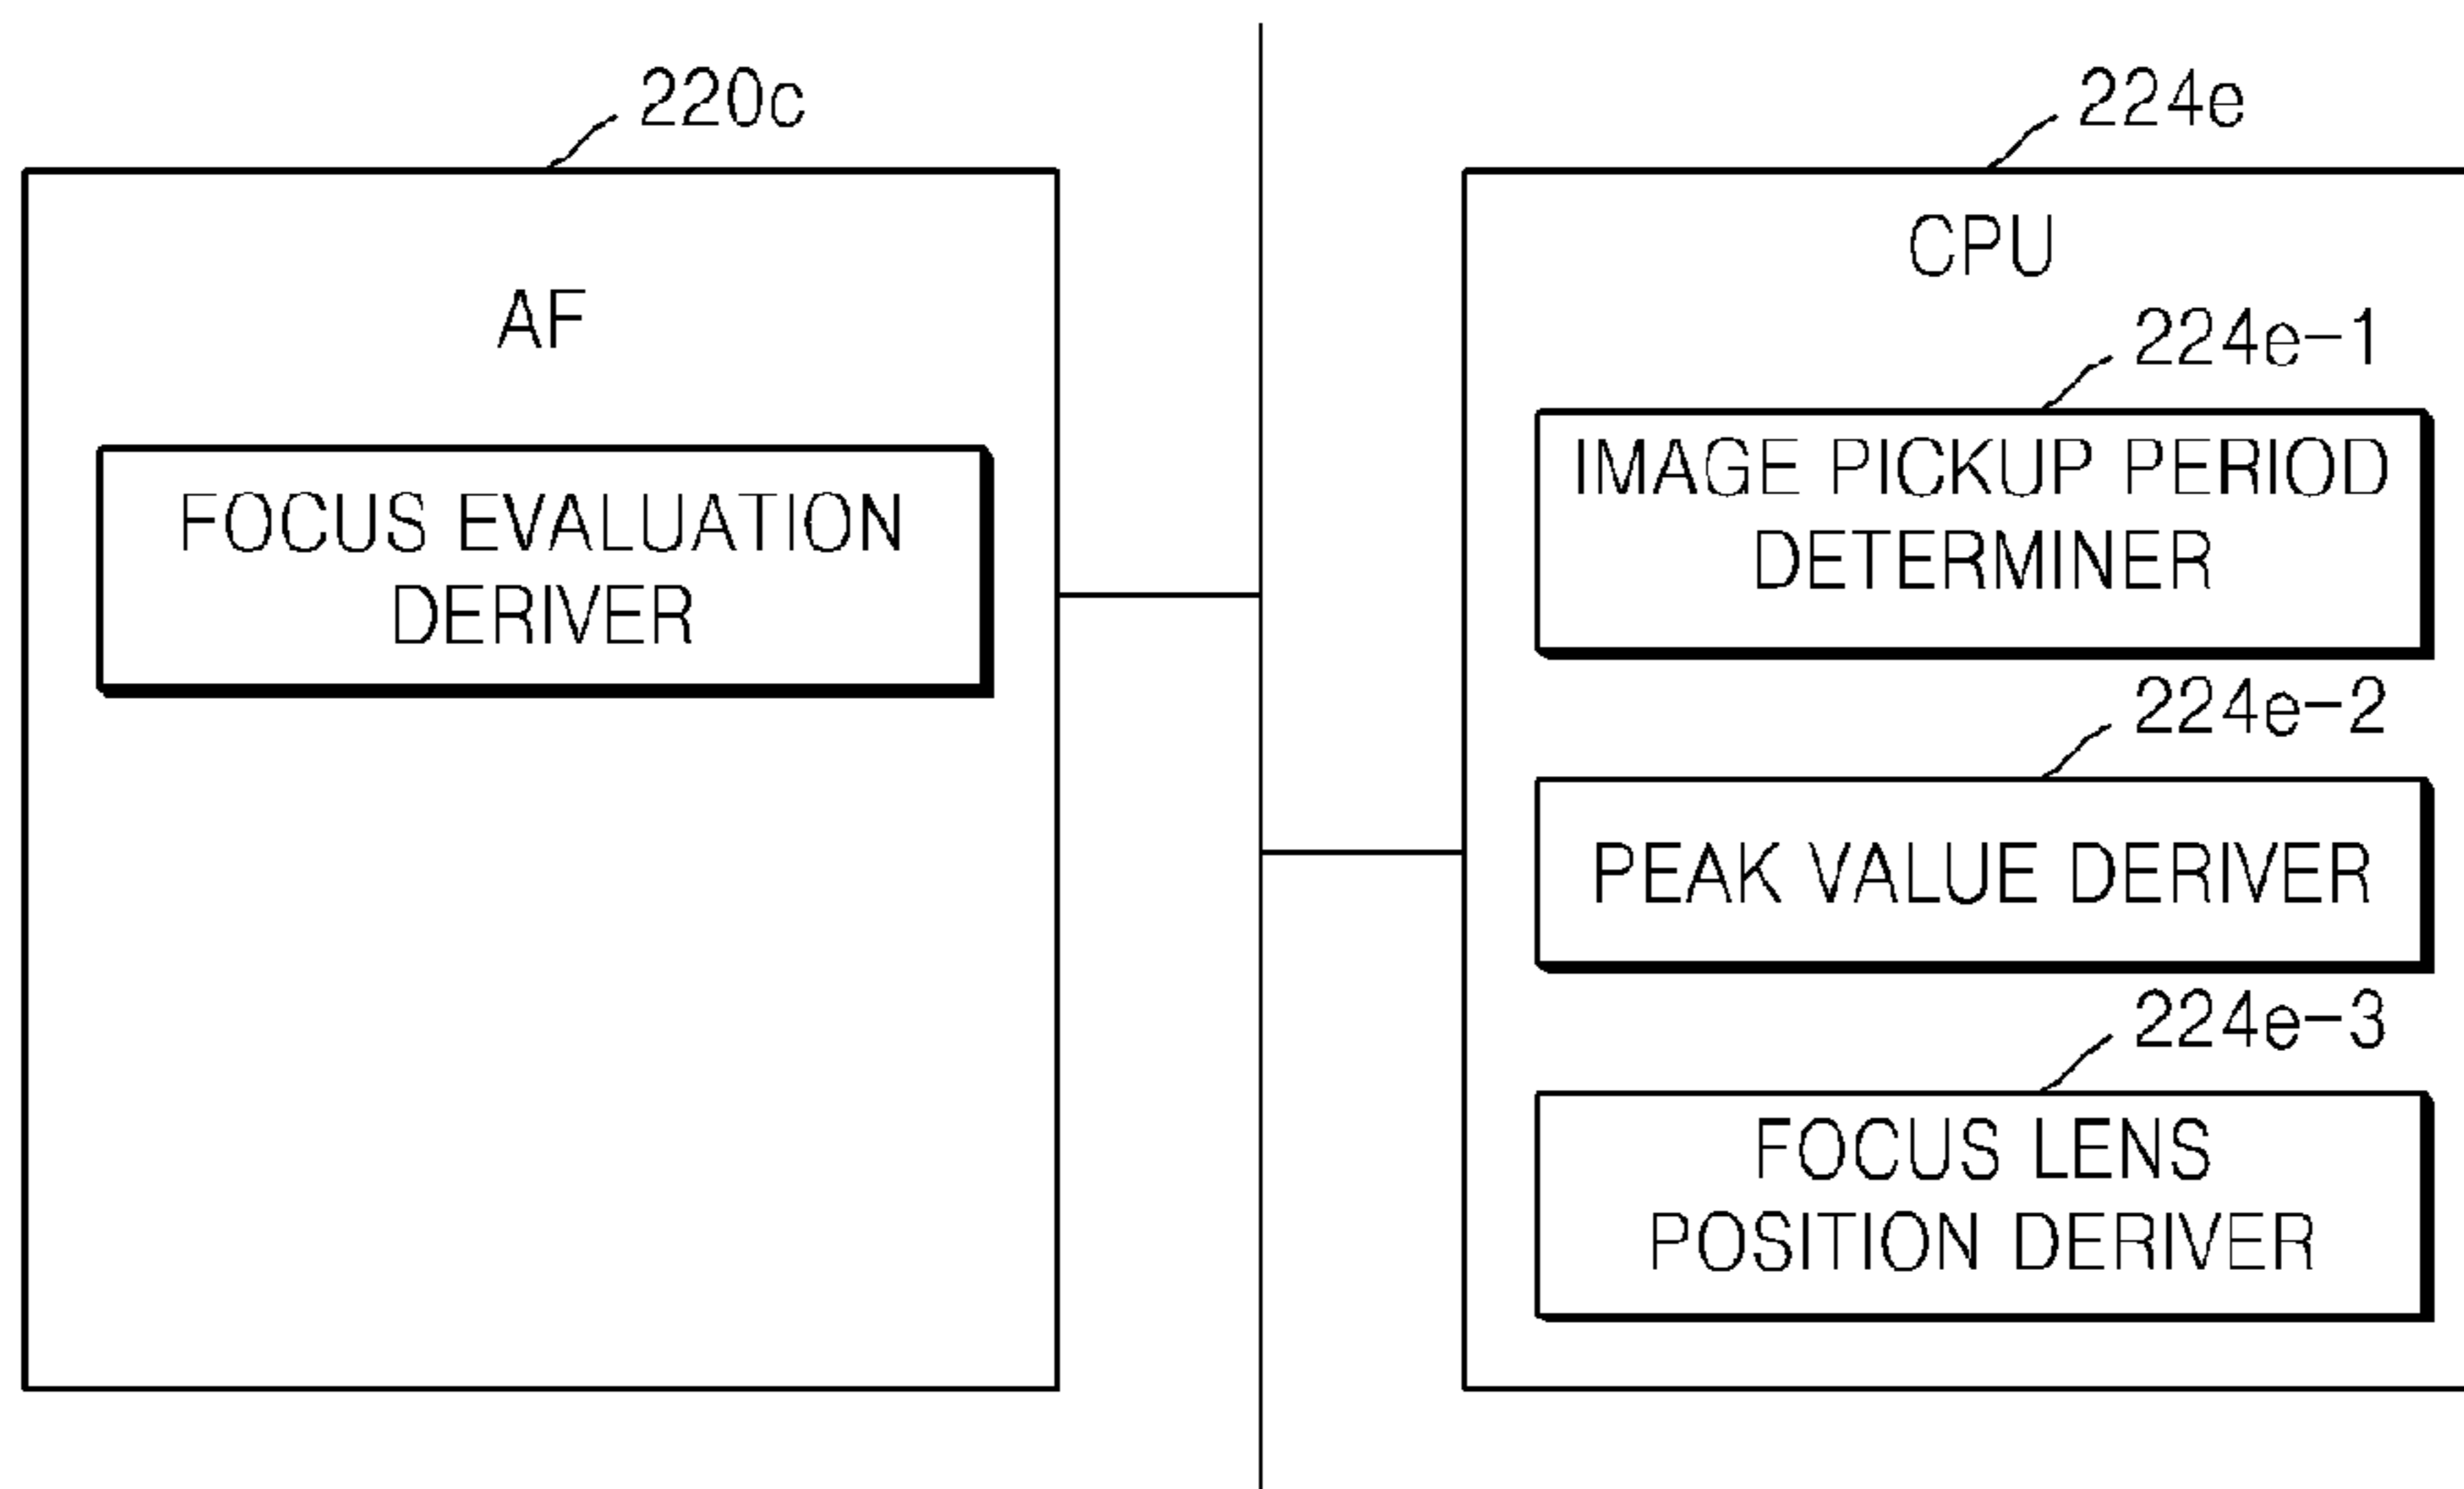 220c
AF
FOCUS EVALUATION
DERIVER
224e
CPU
224e-1
IMAGE PICKUP PERIOD
DETERMINER
224e-2
PEAK VALUE DERIVER
224e-3
FOCUS LENS
POSITION DERIVER